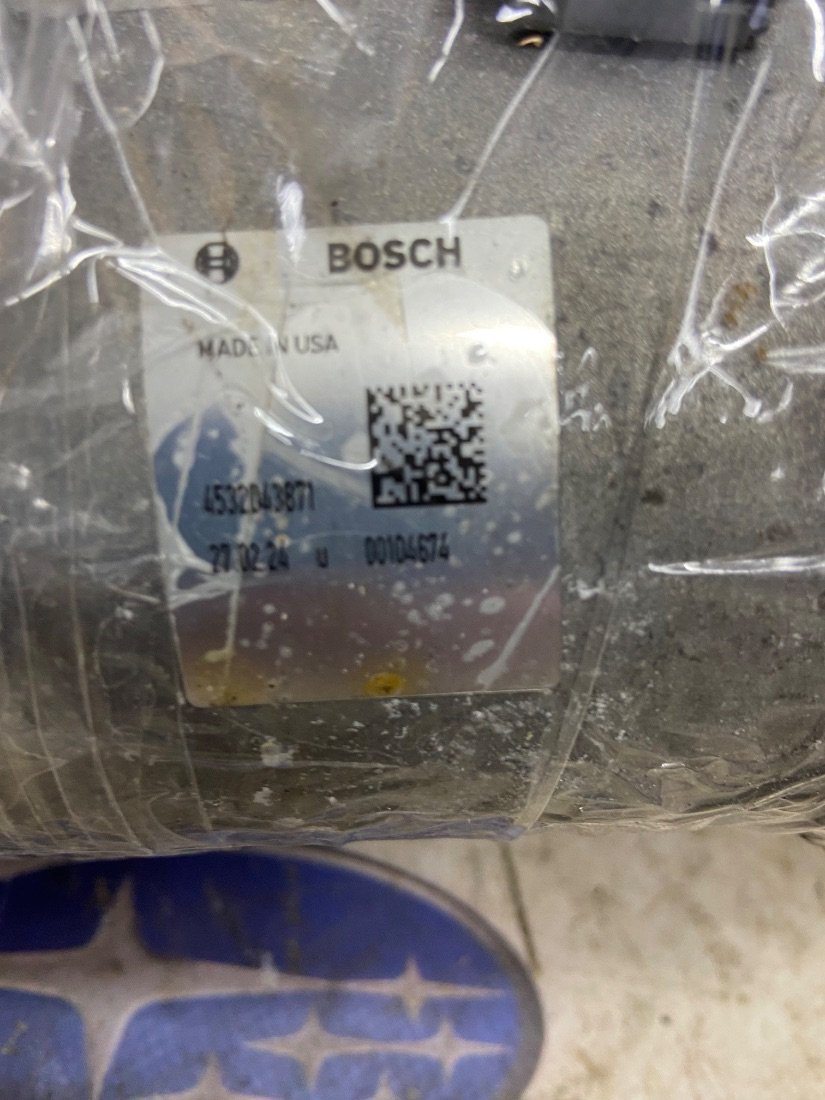 BOSCH
MADE IN USA
4532043871
27.02.24 U 00104674